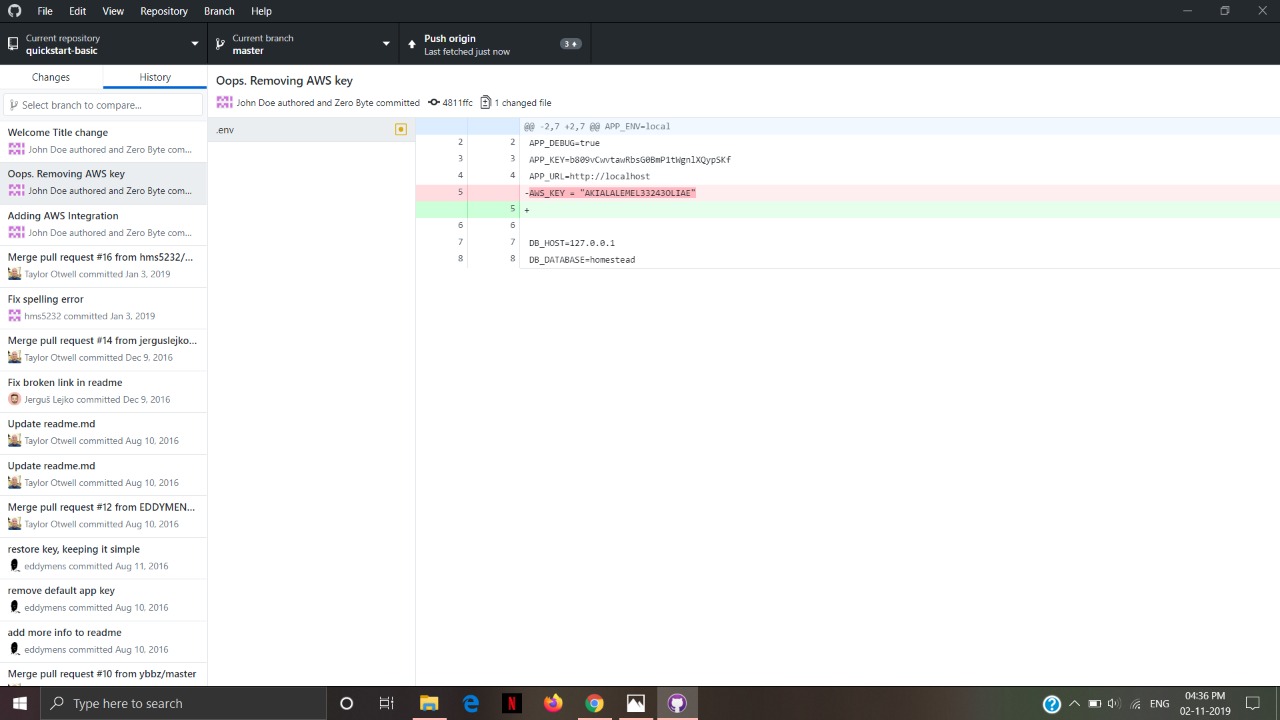 File Edit View Repository Branch Help
Current repository
quickstart-basic
Current branch
master
Push origin
Last fetched just now
3
Changes History
Select branch to compare...
Welcome Title change
John Doe authored and Zero Byte com...
Oops. Removing AWS key
John Doe authored and Zero Byte com...
Adding AWS Integration
John Doe authored and Zero Byte com...
Merge pull request #16 from hms5232/...
Taylor Otwell committed Jan 3, 2019
Fix spelling error
hms5232 committed Jan 3, 2019
Merge pull request #14 from jerguslejko...
Taylor Otwell committed Dec 9, 2016
Fix broken link in readme
Jerguš Lejko committed Dec 9, 2016
Update readme.md
Taylor Otwell committed Aug 10, 2016
Update readme.md
Taylor Otwell committed Aug 10, 2016
Merge pull request #12 from EDDYMEN...
Taylor Otwell committed Aug 10, 2016
restore key, keeping it simple
eddymens committed Aug 11, 2016
remove default app key
eddymens committed Aug 10, 2016
add more info to readme
eddymens committed Aug 10, 2016
Merge pull request #10 from ybbz/master
Oops. Removing AWS key
John Doe authored and Zero Byte committed 4811ffc 1 changed file
.env
@@ -2,7 +2,7 @@ APP_ENV=local
2 2 APP_DEBUG=true
3 3 APP_KEY=b809vCwvtawRbsG0BmP1tWgnlXQypSKf
4 4 APP_URL=http://localhost
5 -AWS_KEY = "AKIALALEMEL33243OLIAE"
5 +
6 6
7 7 DB_HOST=127.0.0.1
8 8 DB_DATABASE=homestead
Type here to search
ENG
04:36 PM
02-11-2019